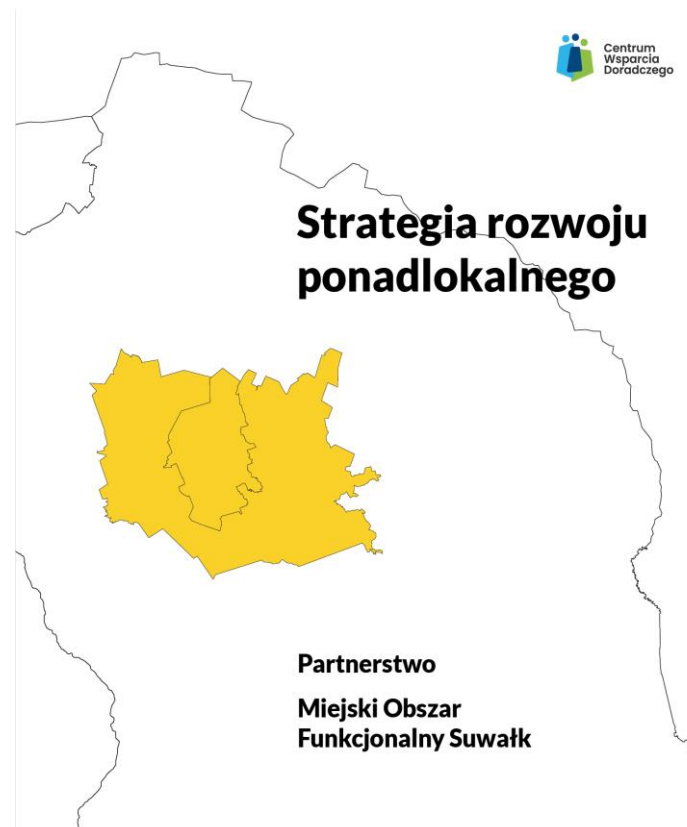 Centrum
Wsparcia
Doradczego
Strategia rozwoju
ponadlokalnego
Partnerstwo
Miejski Obszar
Funkcjonalny Suwałk